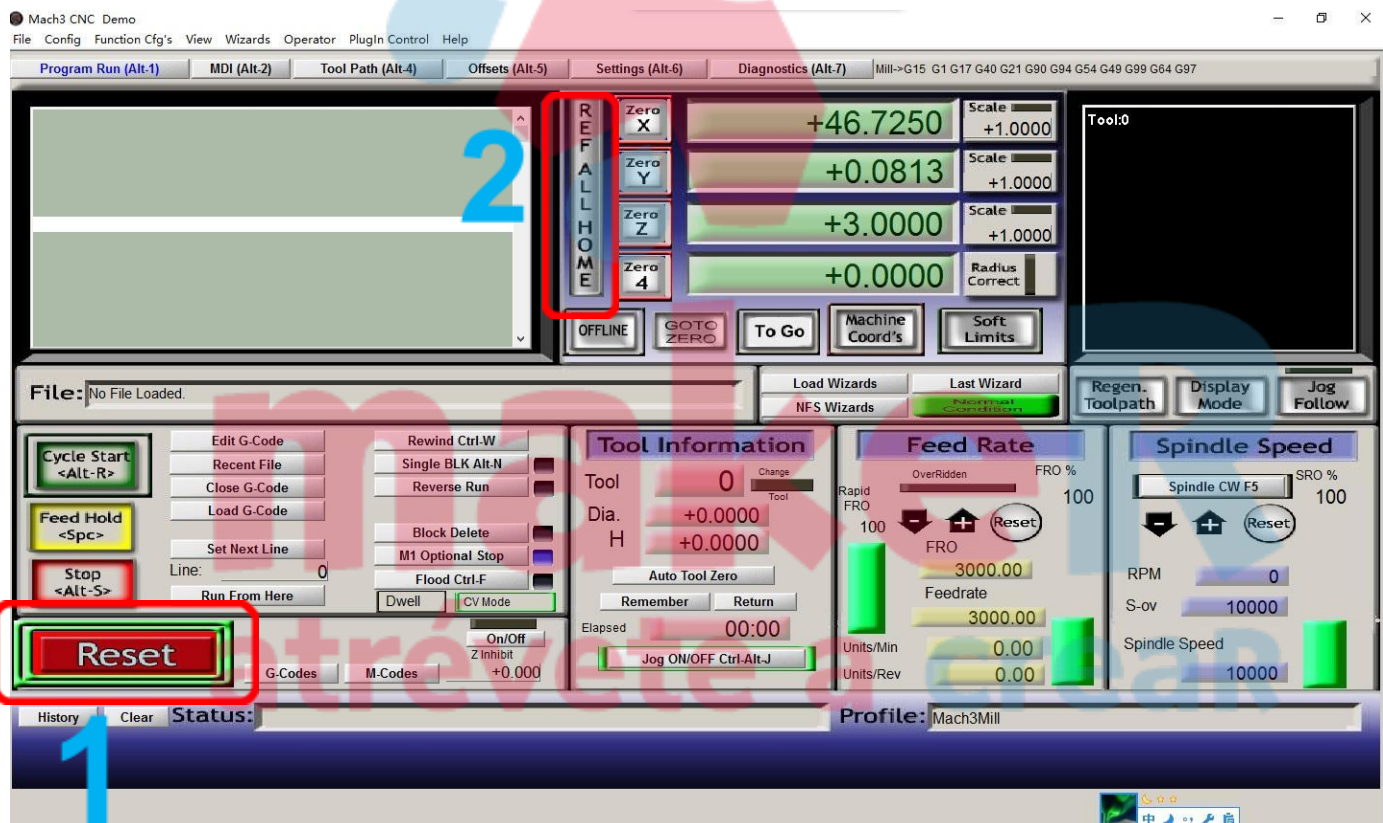 Mach3 CNC Demo
File Config Function Cfg's View Wizards Operator PlugIn Control Help
Program Run (Alt-1) MDI (Alt-2) Tool Path (Alt-4) Offsets (Alt-5) Settings (Alt-6) Diagnostics (Alt-7) Mill->G15 G1 G17 G40 G21 G90 G94 G54 G49 G99 G64 G97
REF ALL HOME
2
Zero X +46.7250 Scale +1.0000
Zero Y +0.0813 Scale +1.0000
Zero Z +3.0000 Scale +1.0000
Zero 4 +0.0000 Radius Correct
OFFLINE GOTO ZERO To Go Machine Coord's Soft Limits
Tool:0
File: No File Loaded.
Load Wizards Last Wizard
NFS Wizards Normal Condition
Regen. Toolpath Display Mode Jog Follow
Cycle Start <Alt-R>
Feed Hold <Spc>
Stop <Alt-S>
Reset
Edit G-Code
Recent File
Close G-Code
Load G-Code
Set Next Line
Line: 0
Run From Here
Rewind Ctrl-W
Single BLK Alt-N
Reverse Run
Block Delete
M1 Optional Stop
Flood Ctrl-F
Dwell CV Mode
On/Off
Z Inhibit
+0.000
G-Codes M-Codes
Tool Information
Tool 0 Change Tool
Dia. +0.0000
H +0.0000
Auto Tool Zero
Remember Return
Elapsed 00:00
Jog ON/OFF Ctrl-Alt-J
Feed Rate
OverRidden FRO %
100
Rapid FRO
100
Reset
FRO
3000.00
Feedrate
3000.00
Units/Min 0.00
Units/Rev 0.00
Spindle Speed
Spindle CW F5
SRO %
100
Reset
RPM 0
S-ov 10000
Spindle Speed
10000
History Clear Status:
Profile: Mach3Mill
1
makeR
atrévete a creaR
中